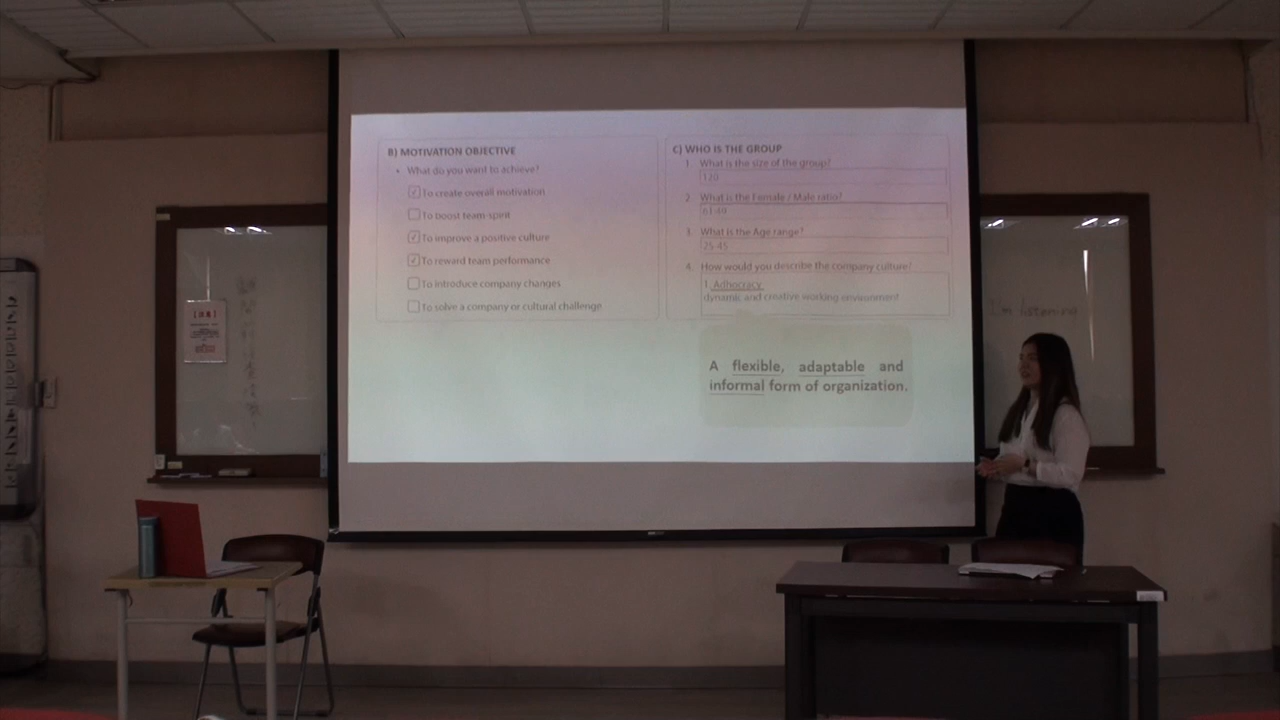 B) MOTIVATION OBJECTIVE
• What do you want to achieve?
☑ To create overall motivation
☐ To boost team-spirit
☑ To improve a positive culture
☑ To reward team performance
☐ To introduce company changes
☐ To solve a company or cultural challenge
C) WHO IS THE GROUP
1. What is the size of the group?
120
2. What is the Female / Male ratio?
3. What is the Age range?
25-45
4. How would you describe the company culture?
1. Adhocracy
dynamic and creative working environment
A flexible, adaptable and
informal form of organization.
I'm listening